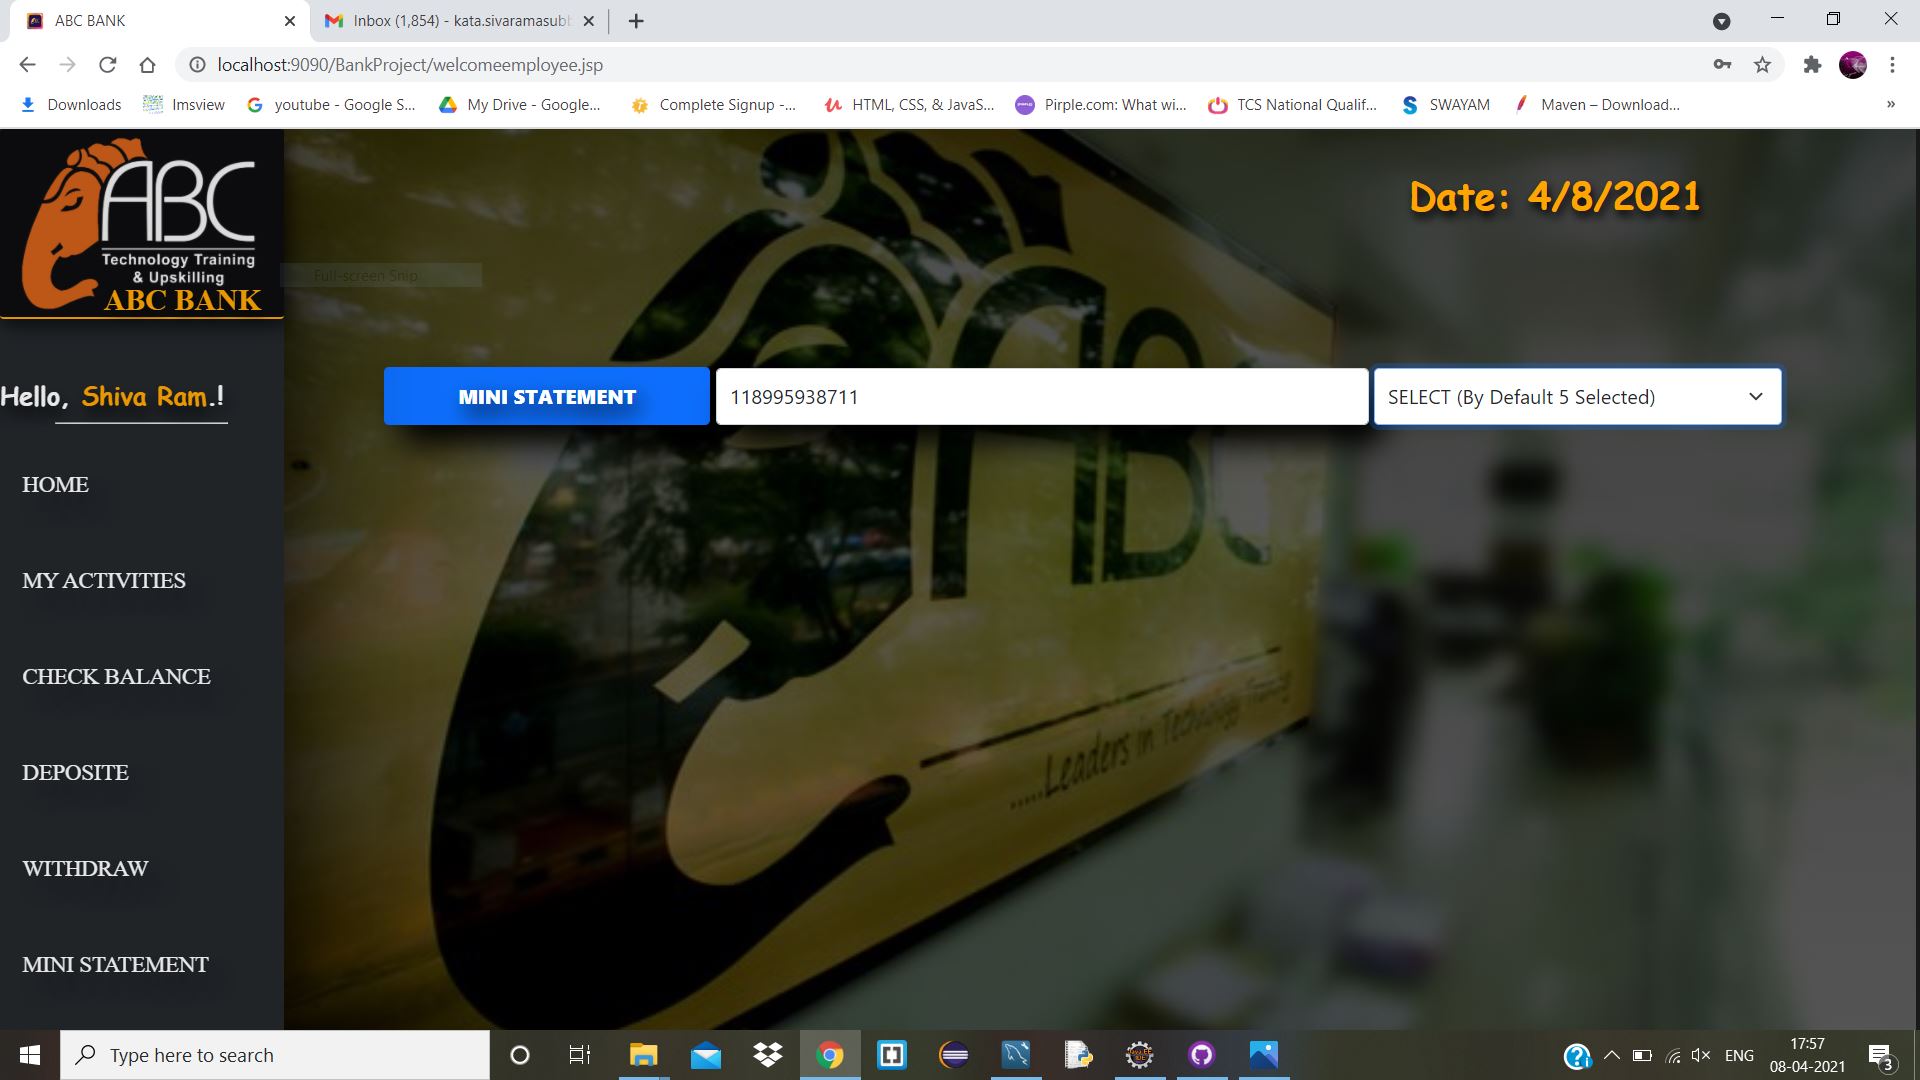 ABC BANK
Inbox (1,854) - kata.sivaramasubb
localhost:9090/BankProject/welcomeemployee.jsp
Downloads
Imsview
youtube - Google S...
My Drive - Google...
Complete Signup -...
HTML, CSS, & JavaS...
Pirple.com: What wi...
TCS National Qualif...
SWAYAM
Maven – Download...
»
ABC
Technology Training
& Upskilling
ABC BANK
Date: 4/8/2021
Full-screen Snip
Hello, Shiva Ram.!
MINI STATEMENT
118995938711
SELECT (By Default 5 Selected)
HOME
MY ACTIVITIES
CHECK BALANCE
DEPOSITE
WITHDRAW
MINI STATEMENT
ABC
.....Leaders in Technology Training
Type here to search
ENG
17:57
08-04-2021
3